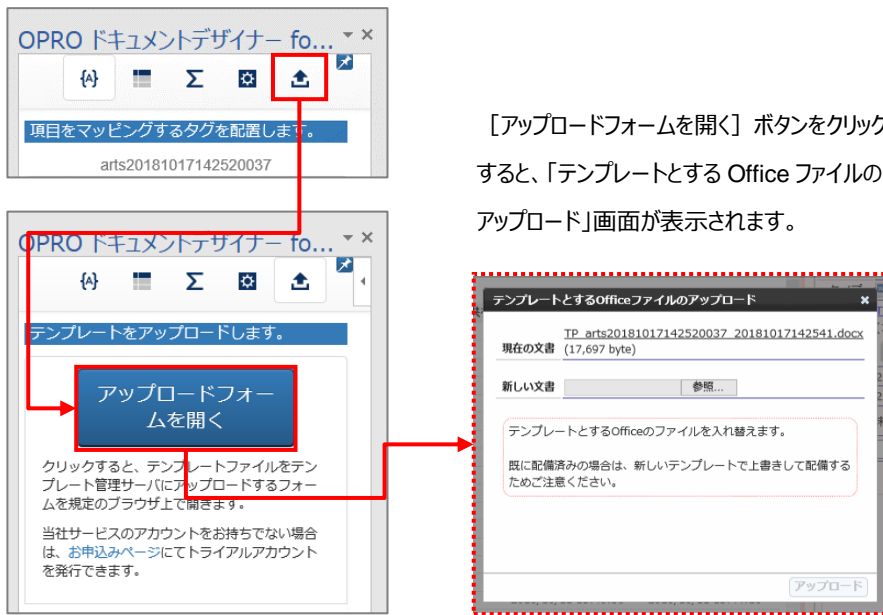 OPRO ドキュメントデザイナー fo...
項目をマッピングするタグを配置します。
arts20181017142520037
OPRO ドキュメントデザイナー fo...
テンプレートをアップロードします。
アップロードフォー
ムを開く
クリックすると、テンプレートファイルをテン
プレート管理サーバにアップロードするフォー
ムを規定のブラウザ上で開きます。
当社サービスのアカウントをお持ちでない場合
は、お申込みページにてトライアルアカウント
を発行できます。
［アップロードフォームを開く］ボタンをクリック
すると、「テンプレートとする Office ファイルの
アップロード」画面が表示されます。
テンプレートとするOfficeファイルのアップロード
現在の文書 TP_arts20181017142520037_20181017142541.docx
(17,697 byte)
新しい文書 参照...
テンプレートとするOfficeのファイルを入れ替えます。
既に配備済みの場合は、新しいテンプレートで上書きして配備する
ためご注意ください。
アップロード